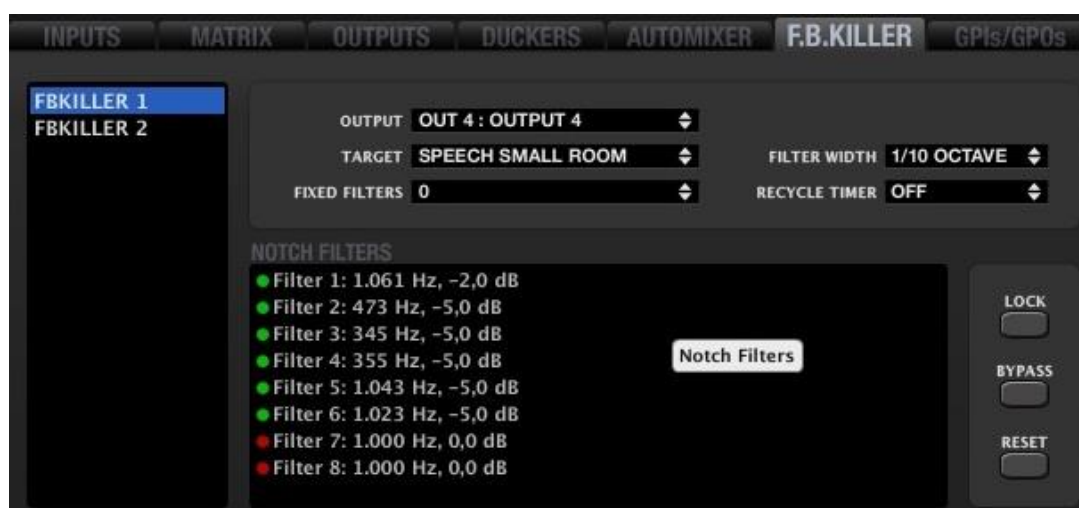 INPUTS MATRIX OUTPUTS DUCKERS AUTOMIXER F.B.KILLER GPIs/GPOs
FBKILLER 1
FBKILLER 2
OUTPUT OUT 4 : OUTPUT 4
TARGET SPEECH SMALL ROOM FILTER WIDTH 1/10 OCTAVE
FIXED FILTERS 0 RECYCLE TIMER OFF
NOTCH FILTERS
Filter 1: 1.061 Hz, -2,0 dB
Filter 2: 473 Hz, -5,0 dB
Filter 3: 345 Hz, -5,0 dB
Filter 4: 355 Hz, -5,0 dB
Filter 5: 1.043 Hz, -5,0 dB
Filter 6: 1.023 Hz, -5,0 dB
Filter 7: 1.000 Hz, 0,0 dB
Filter 8: 1.000 Hz, 0,0 dB
Notch Filters
LOCK
BYPASS
RESET